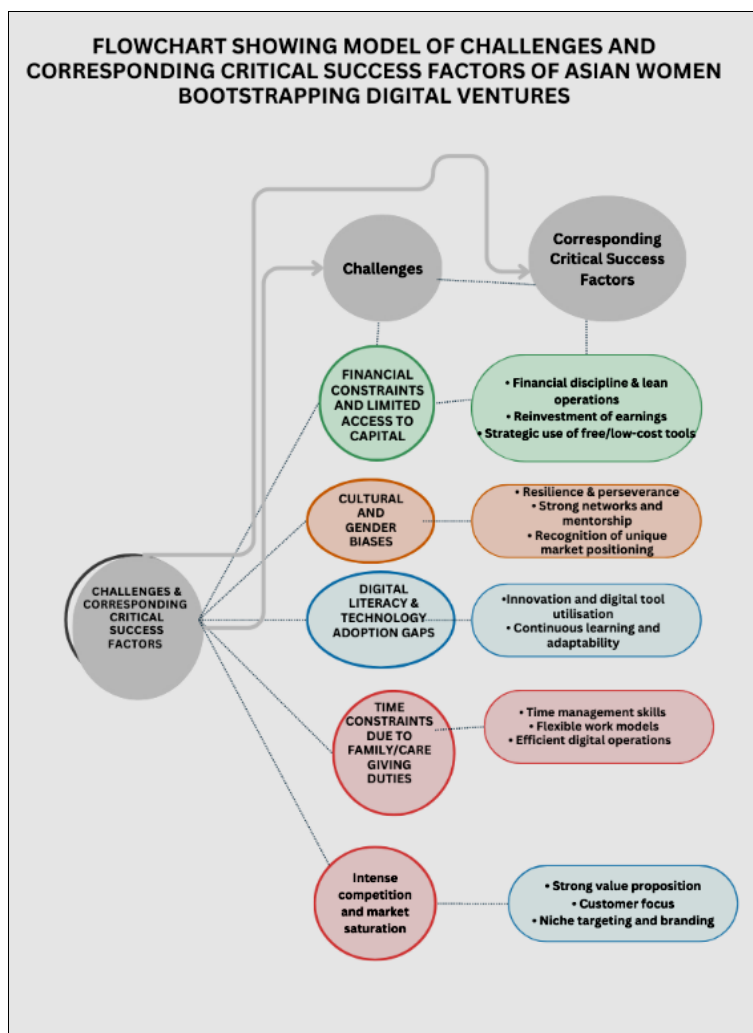 FLOWCHART SHOWING MODEL OF CHALLENGES AND
CORRESPONDING CRITICAL SUCCESS FACTORS OF ASIAN WOMEN
BOOTSTRAPPING DIGITAL VENTURES
Challenges
Corresponding
Critical Success
Factors
CHALLENGES &
CORRESPONDING
CRITICAL
SUCCESS
FACTORS
FINANCIAL
CONSTRAINTS
AND LIMITED
ACCESS TO
CAPITAL
• Financial discipline & lean
operations
• Reinvestment of earnings
• Strategic use of free/low-cost tools
CULTURAL
AND
GENDER
BIASES
• Resilience & perseverance
• Strong networks and
mentorship
• Recognition of unique
market positioning
DIGITAL
LITERACY &
TECHNOLOGY
ADOPTION GAPS
•Innovation and digital tool
utilisation
• Continuous learning and
adaptability
TIME
CONSTRAINTS
DUE TO
FAMILY/CARE
GIVING
DUTIES
• Time management skills
• Flexible work models
• Efficient digital operations
Intense
competition
and market
saturation
• Strong value proposition
• Customer focus
• Niche targeting and branding